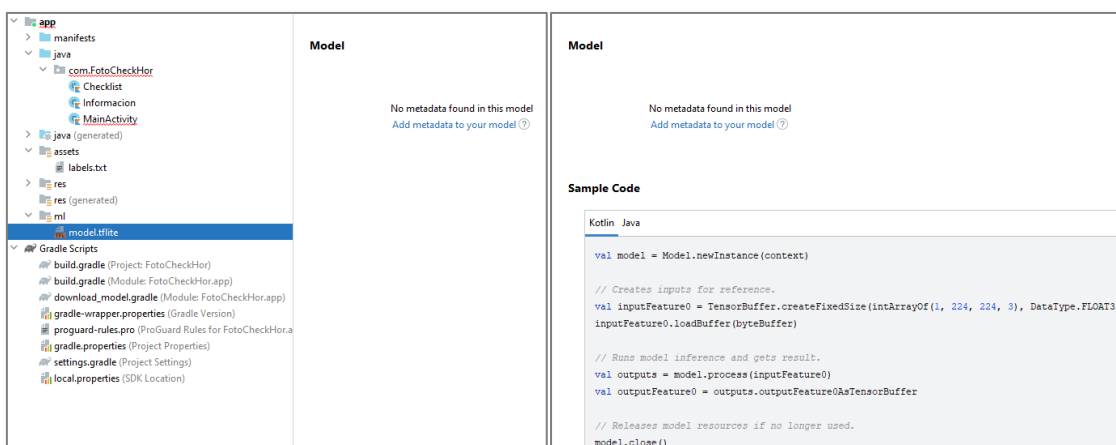 app
manifests
java
com.FotoCheckHor
Checklist
Informacion
MainActivity
java (generated)
assets
labels.txt
res
res (generated)
ml
model.tflite
Gradle Scripts
build.gradle (Project: FotoCheckHor)
build.gradle (Module: FotoCheckHor.app)
download_model.gradle (Module: FotoCheckHor.app)
gradle-wrapper.properties (Gradle Version)
proguard-rules.pro (ProGuard Rules for FotoCheckHor.a
gradle.properties (Project Properties)
settings.gradle (Project Settings)
local.properties (SDK Location)
Model
No metadata found in this model
Add metadata to your model ?
Model
No metadata found in this model
Add metadata to your model ?
Sample Code
Kotlin Java
val model = Model.newInstance(context)
// Creates inputs for reference.
val inputFeature0 = TensorBuffer.createFixedSize(intArrayOf(1, 224, 224, 3), DataType.FLOAT3
inputFeature0.loadBuffer(byteBuffer)
// Runs model inference and gets result.
val outputs = model.process(inputFeature0)
val outputFeature0 = outputs.outputFeature0AsTensorBuffer
// Releases model resources if no longer used.
model.close()